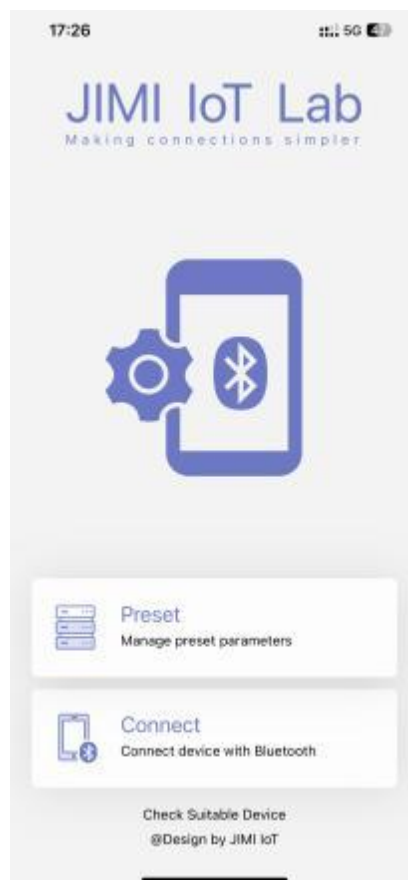 17:26
5G
JIMI IoT Lab
Making connections simpler
Preset
Manage preset parameters
Connect
Connect device with Bluetooth
Check Suitable Device
@Design by JIMI IoT